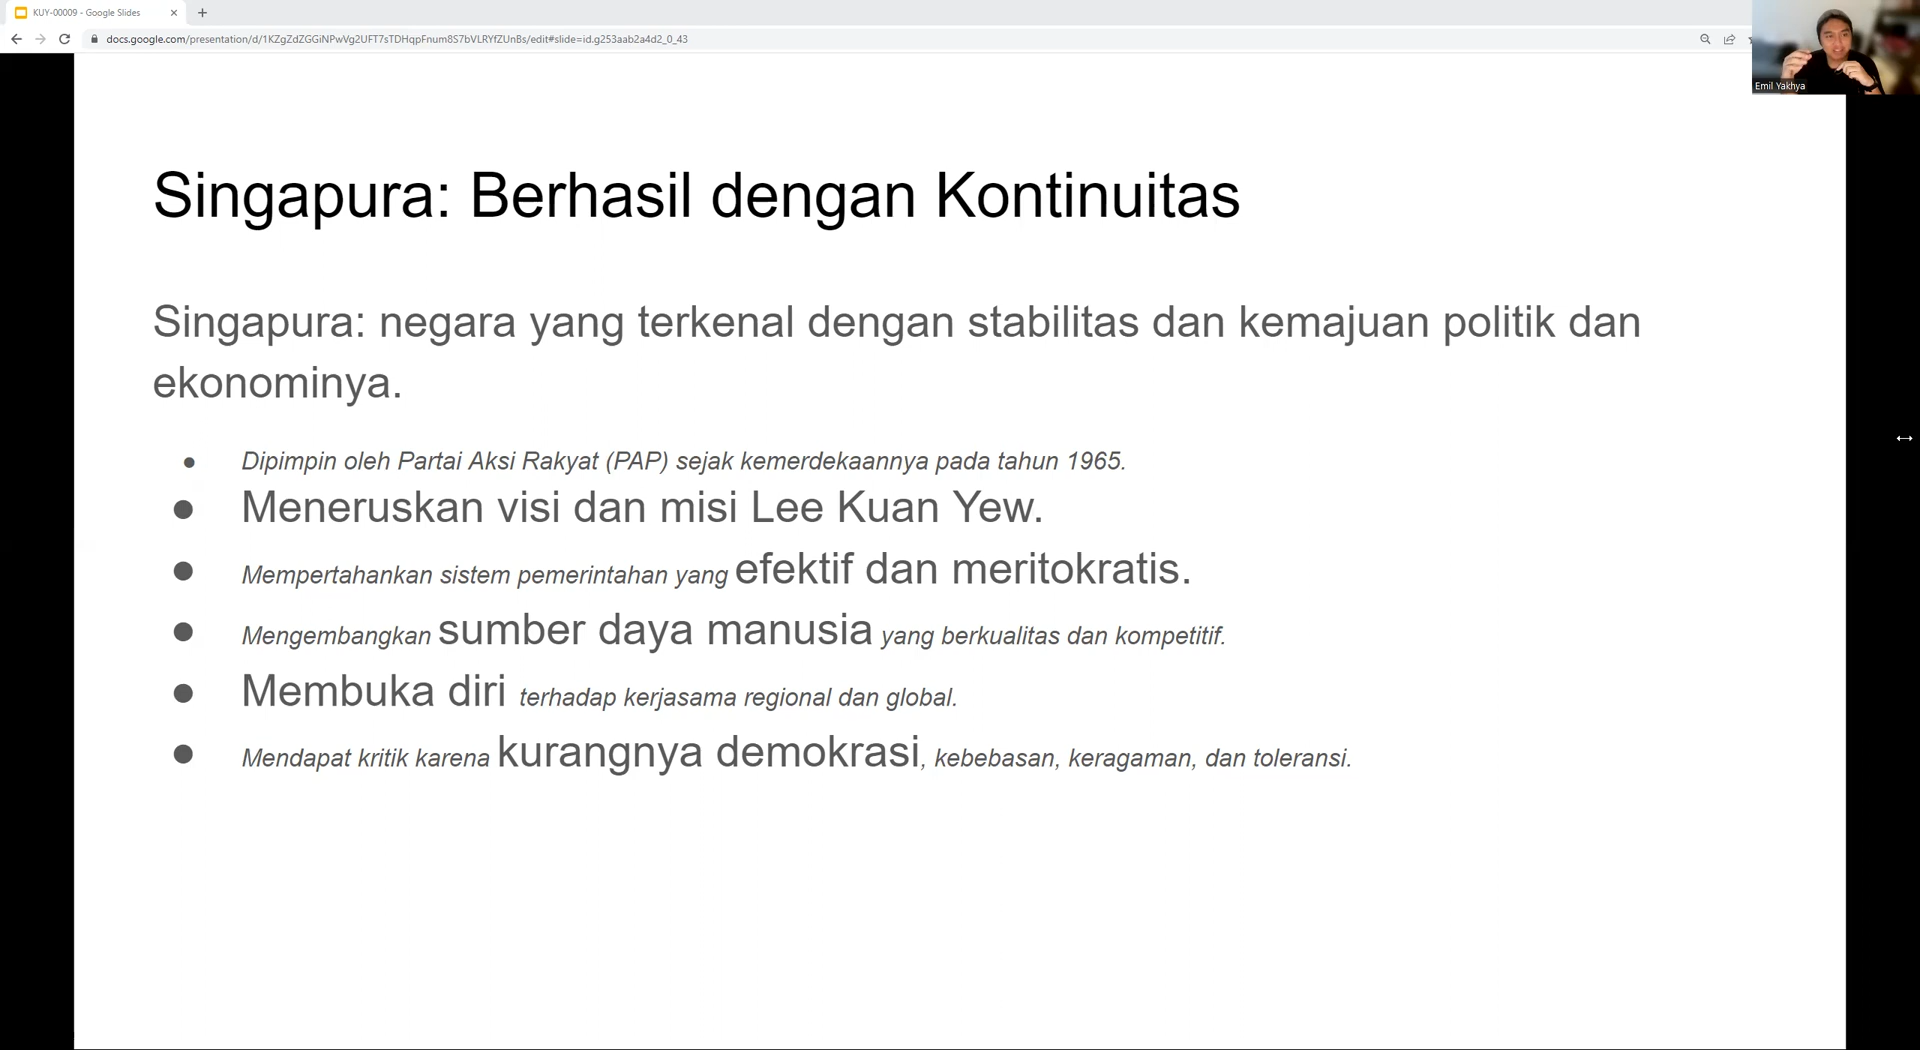 KUY-00009 - Google Slides
docs.google.com/presentation/d/1KZgZdZGGiNPwVg2UFT7sTDHqpFnum8S7bVLRYfZUnBs/edit#slide=id.g253aab2a4d2_0_43
Emil Yakhya
Singapura: Berhasil dengan Kontinuitas
Singapura: negara yang terkenal dengan stabilitas dan kemajuan politik dan
ekonominya.
● Dipimpin oleh Partai Aksi Rakyat (PAP) sejak kemerdekaannya pada tahun 1965.
● Meneruskan visi dan misi Lee Kuan Yew.
● Mempertahankan sistem pemerintahan yang efektif dan meritokratis.
● Mengembangkan sumber daya manusia yang berkualitas dan kompetitif.
● Membuka diri terhadap kerjasama regional dan global.
● Mendapat kritik karena kurangnya demokrasi, kebebasan, keragaman, dan toleransi.